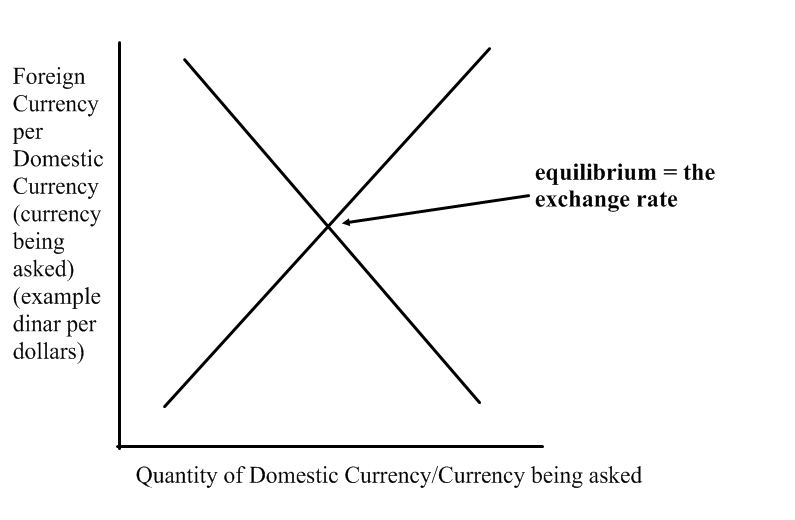 Foreign
Currency
per
Domestic
Currency
(currency
being
asked)
(example
dinar per
dollars)
equilibrium = the
exchange rate
Quantity of Domestic Currency/Currency being asked